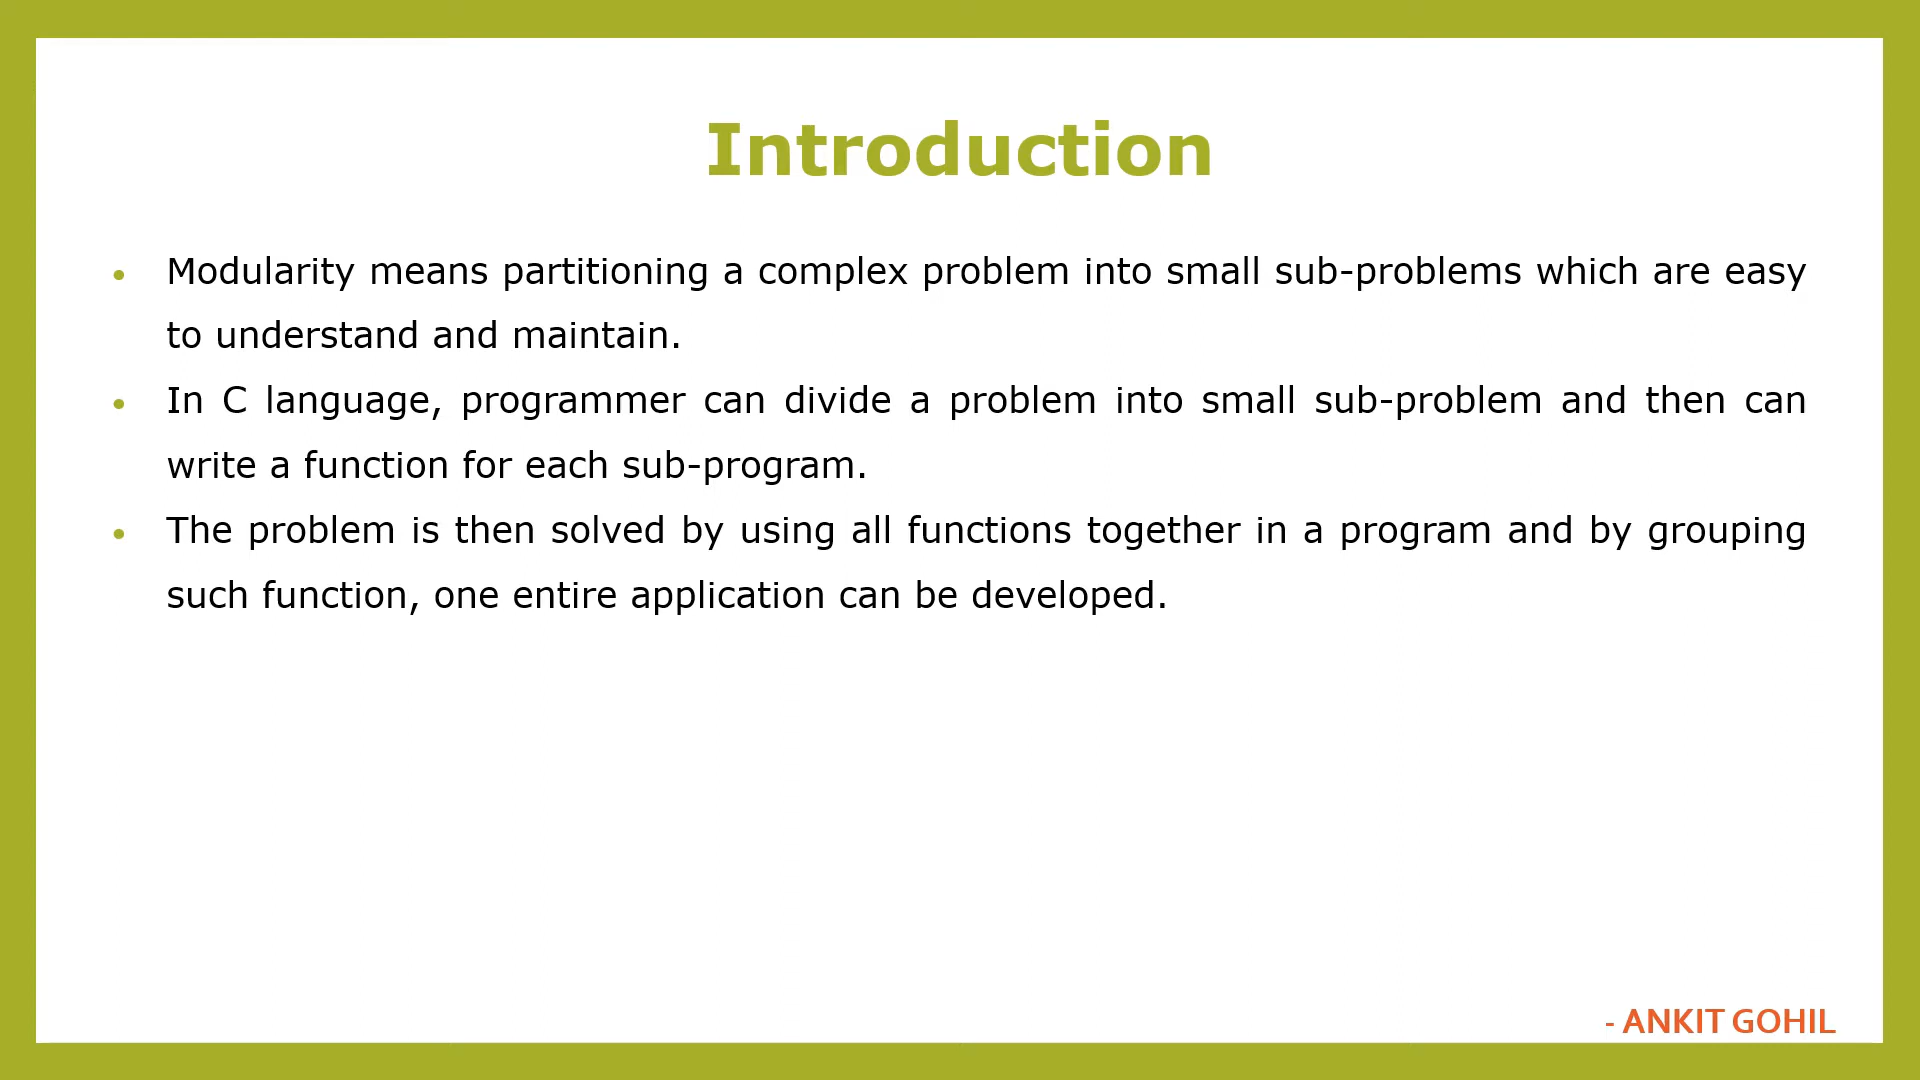 Introduction
• Modularity means partitioning a complex problem into small sub-problems which are easy
to understand and maintain.
• In C language, programmer can divide a problem into small sub-problem and then can
write a function for each sub-program.
• The problem is then solved by using all functions together in a program and by grouping
such function, one entire application can be developed.
- ANKIT GOHIL